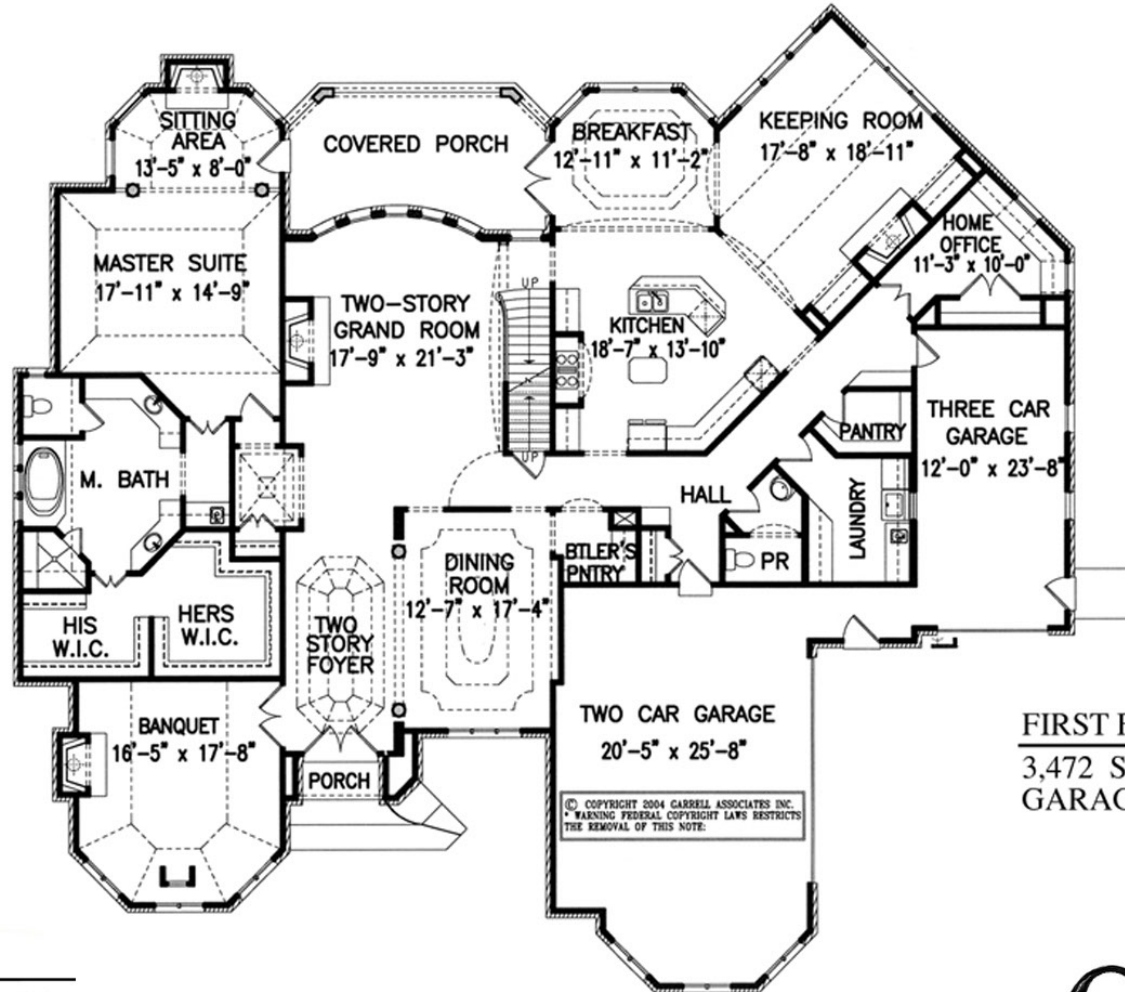 SITTING
AREA
13'-5" x 8'-0"
COVERED PORCH
BREAKFAST
12'-11" x 11'-2"
KEEPING ROOM
17'-8" x 18'-11"
HOME
OFFICE
11'-3" x 10'-0"
MASTER SUITE
17'-11" x 14'-9"
TWO-STORY
GRAND ROOM
17'-9" x 21'-3"
UP
KITCHEN
18'-7" x 13'-10"
UP
PANTRY
THREE CAR
GARAGE
12'-0" x 23'-8"
M. BATH
HALL
LAUNDRY
PR
BTLER'S
PNTRY
DINING
ROOM
12'-7" x 17'-4"
HIS
W.I.C.
HERS
W.I.C.
TWO
STORY
FOYER
BANQUET
16'-5" x 17'-8"
PORCH
TWO CAR GARAGE
20'-5" x 25'-8"
© COPYRIGHT 2004 GARRELL ASSOCIATES INC.
* WARNING FEDERAL COPYRIGHT LAWS RESTRICTS
THE REMOVAL OF THIS NOTE:
FIRST F
3,472 S
GARAG